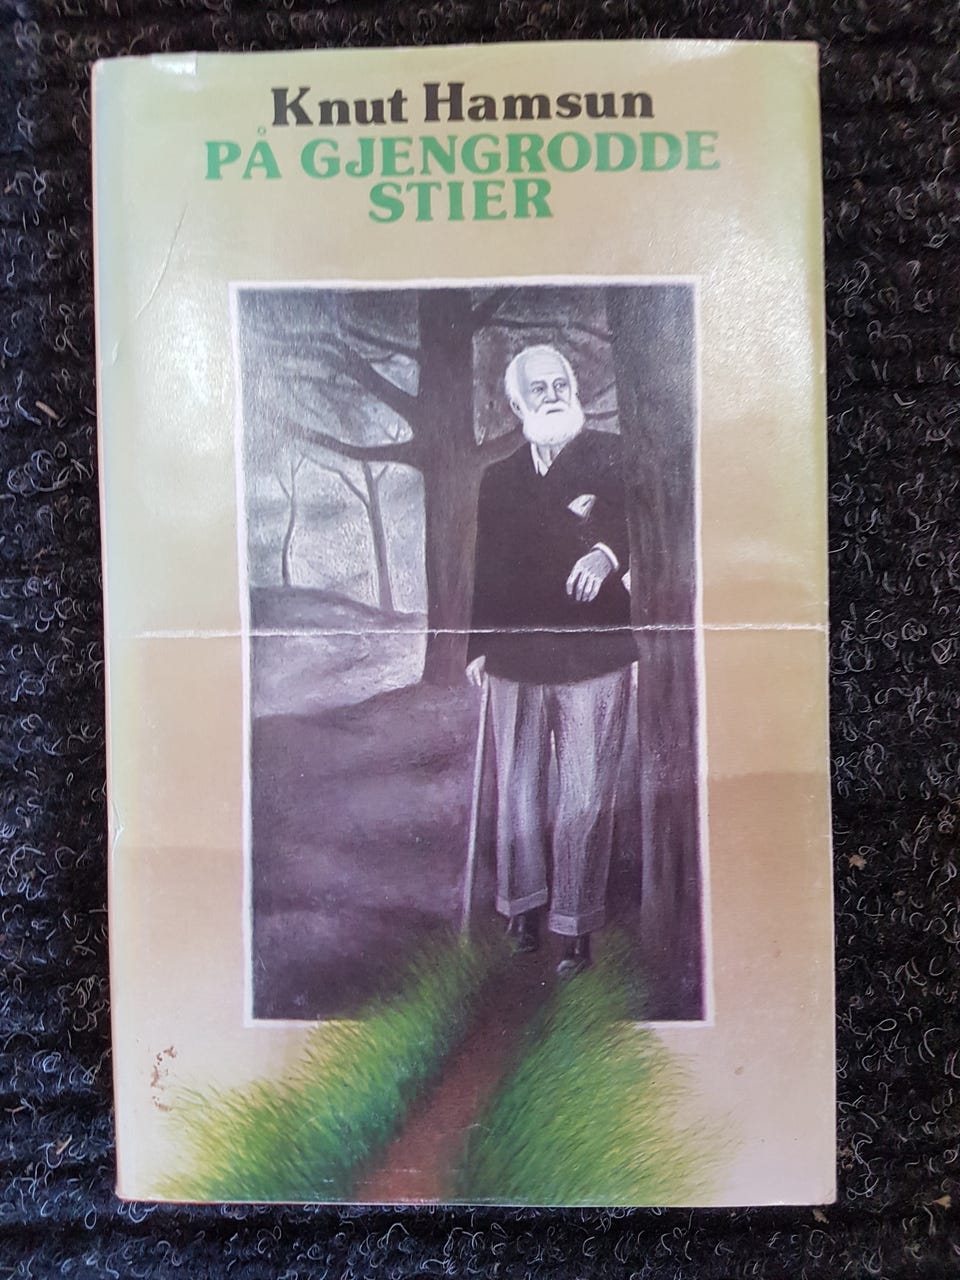 Knut Hamsun
PÅ GJENGRODDE
STIER